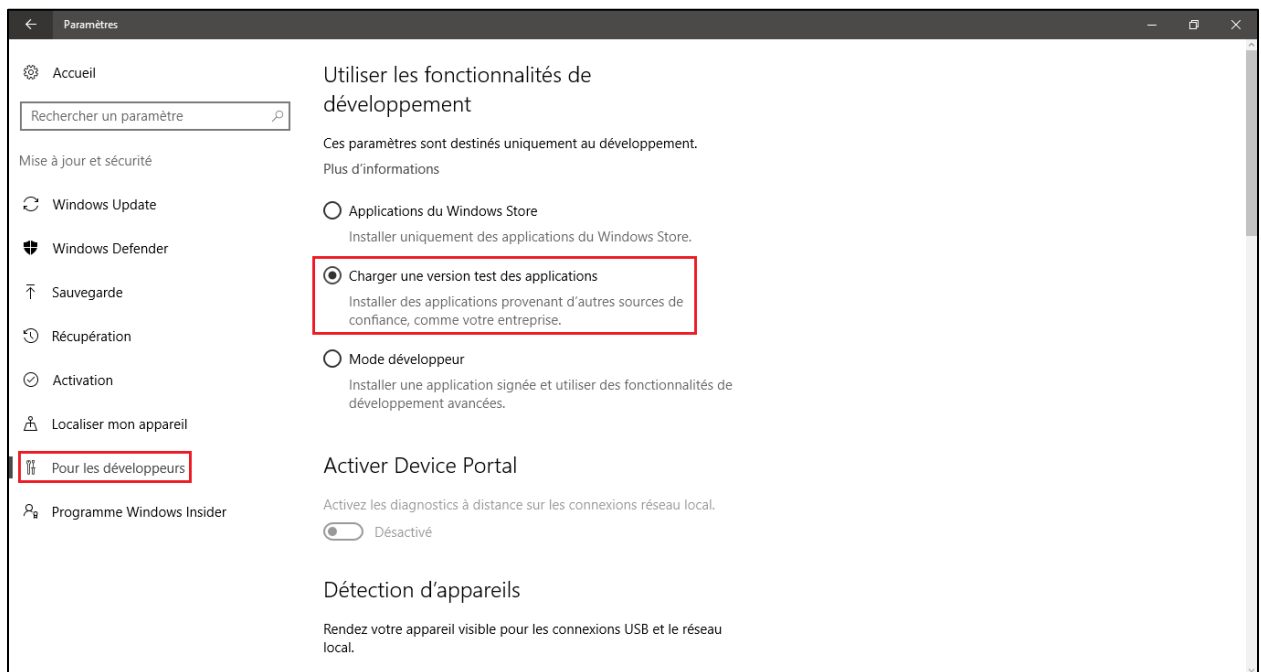 Paramètres
Accueil
Rechercher un paramètre
Mise à jour et sécurité
Windows Update
Windows Defender
Sauvegarde
Récupération
Activation
Localiser mon appareil
Pour les développeurs
Programme Windows Insider
Utiliser les fonctionnalités de
développement
Ces paramètres sont destinés uniquement au développement.
Plus d'informations
Applications du Windows Store
Installer uniquement des applications du Windows Store.
Charger une version test des applications
Installer des applications provenant d'autres sources de
confiance, comme votre entreprise.
Mode développeur
Installer une application signée et utiliser des fonctionnalités de
développement avancées.
Activer Device Portal
Activez les diagnostics à distance sur les connexions réseau local.
Désactivé
Détection d'appareils
Rendez votre appareil visible pour les connexions USB et le réseau
local.